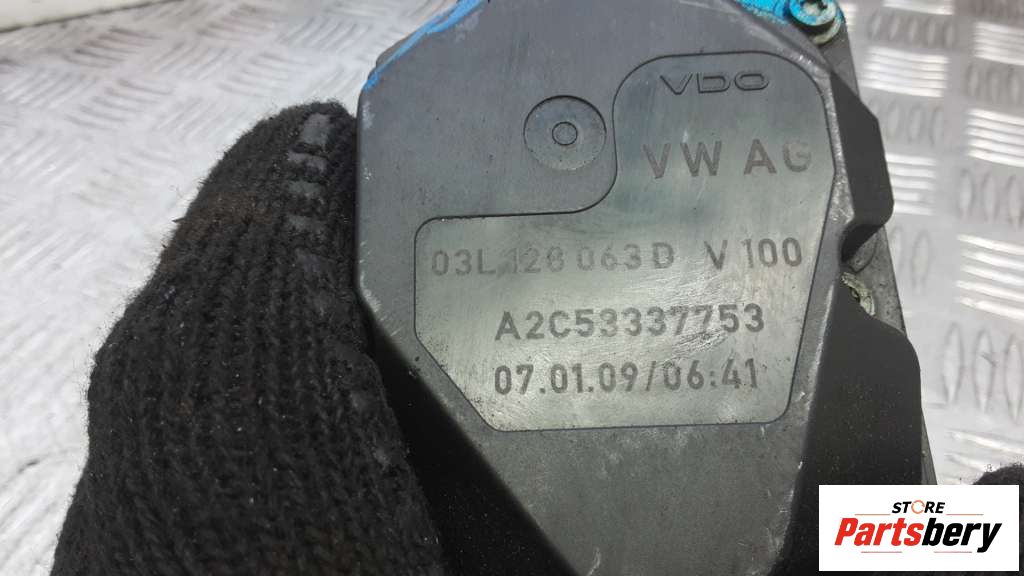 VDO
VW AG
03L 128 063 D V 100
A2C53337753
07.01.09/06:41
STORE
Partsbery